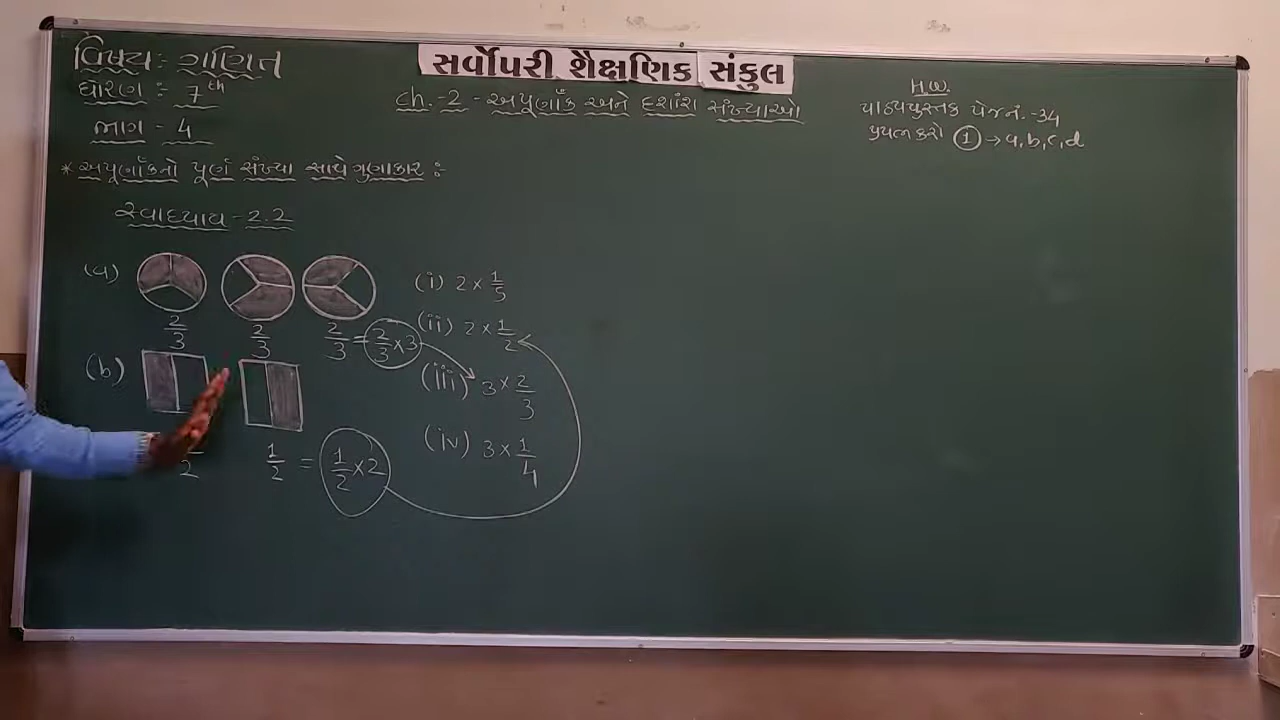 વિષય :- ગણિત
ધોરણ :- 7th
ભાગ - 4
સર્વોપરી શૈક્ષણિક સંકુલ
ch.-2 - અપૂર્ણાંક અને દશાંશ સંખ્યાઓ
H.W.
પાઠ્યપુસ્તક પેજનં.-34
પ્રયત્ન કરો ① → a, b, c, d
* અપૂર્ણાંકનો પૂર્ણ સંખ્યા સાથે ગુણાકાર :-
સ્વાધ્યાય - 2.2
(a)
2/3 2/3 2/3 = 2/3 × 3
(b)
2 1/2 = 1/2 × 2
(i) 2 × 1/5
(ii) 2 × 1/2
(iii) 3 × 2/3
(iv) 3 × 1/4